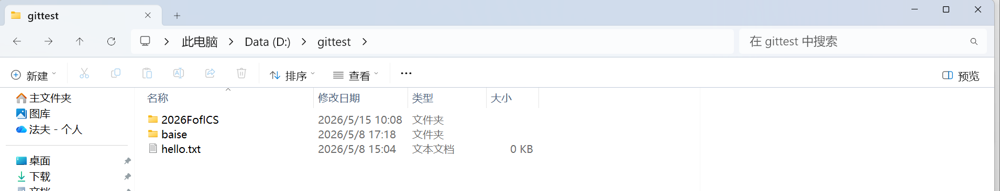 gittest
此电脑 > Data (D:) > gittest >
在 gittest 中搜索
新建 排序 查看 ··· 预览
主文件夹
图库
法夫 - 个人
桌面
下载
文档
名称 修改日期 类型 大小
2026FofICS 2026/5/15 10:08 文件夹
baise 2026/5/8 17:18 文件夹
hello.txt 2026/5/8 15:04 文本文档 0 KB